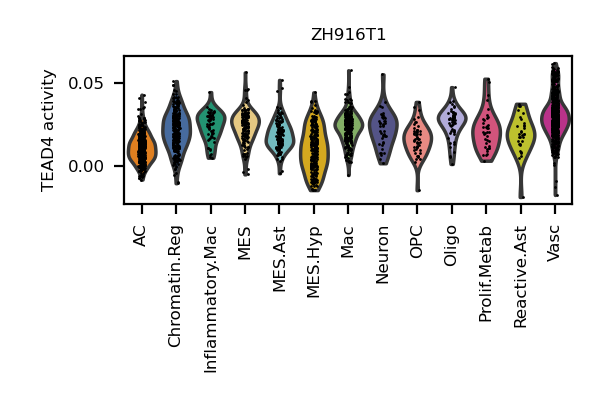 ZH916T1
TEAD4 activity
0.05
0.00
AC
Chromatin.Reg
Inflammatory.Mac
MES
MES.Ast
MES.Hyp
Mac
Neuron
OPC
Oligo
Prolif.Metab
Reactive.Ast
Vasc